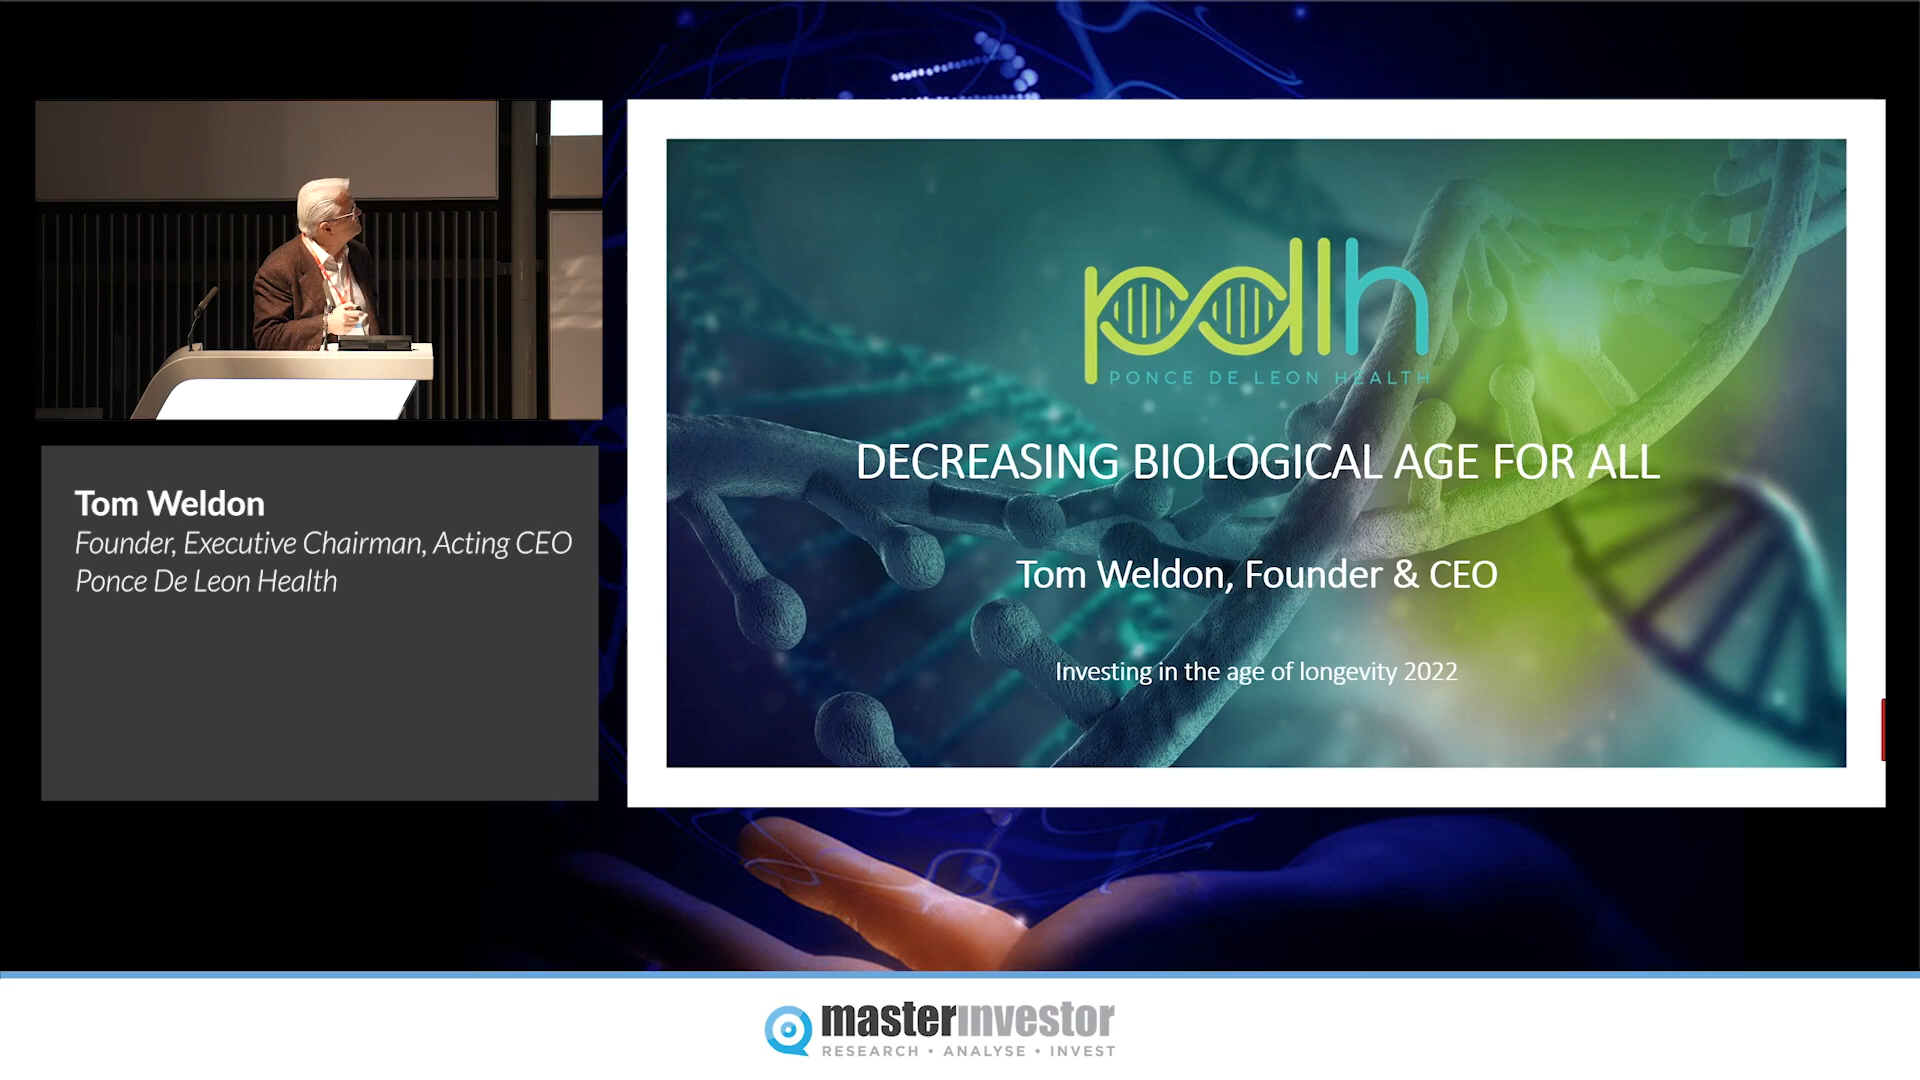 Tom Weldon
Founder, Executive Chairman, Acting CEO
Ponce De Leon Health
pdlh
PONCE DE LEON HEALTH
DECREASING BIOLOGICAL AGE FOR ALL
Tom Weldon, Founder & CEO
Investing in the age of longevity 2022
masterinvestor
RESEARCH • ANALYSE • INVEST